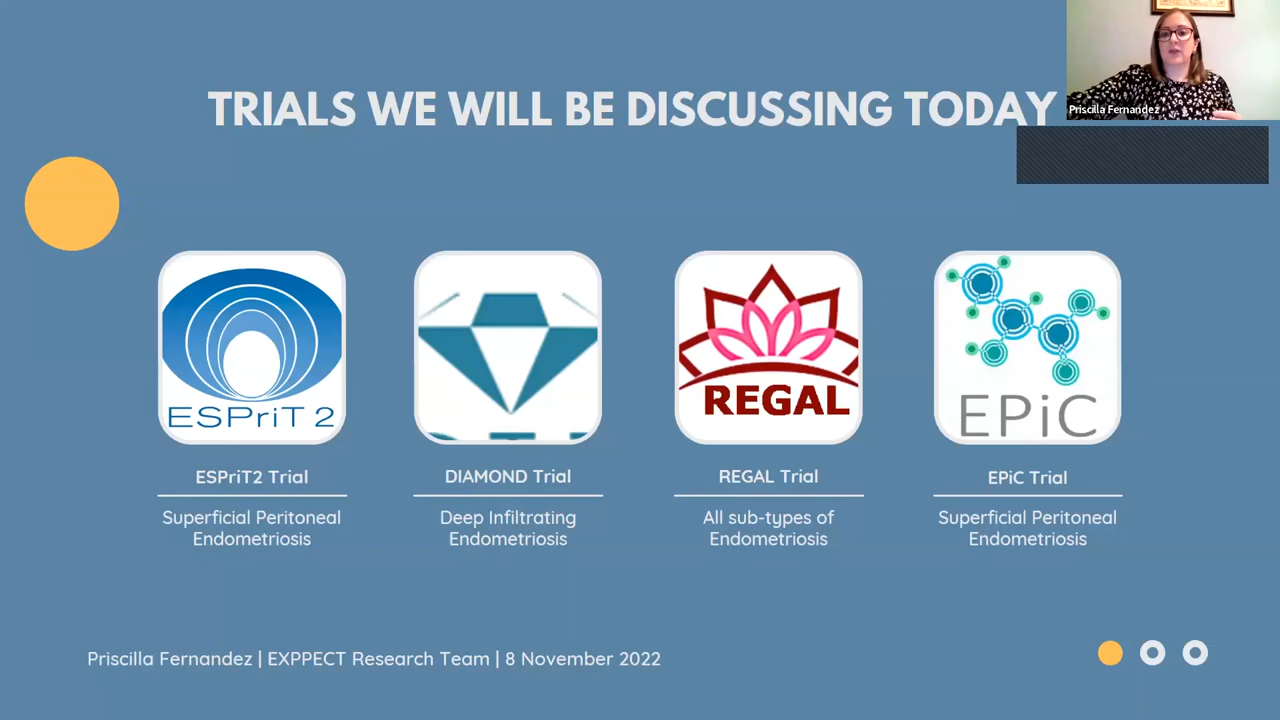 TRIALS WE WILL BE DISCUSSING TODAY
Priscilla Fernandez
ESPriT 2
REGAL
EPiC
ESPriT2 Trial
DIAMOND Trial
REGAL Trial
EPiC Trial
Superficial Peritoneal
Endometriosis
Deep Infiltrating
Endometriosis
All sub-types of
Endometriosis
Superficial Peritoneal
Endometriosis
Priscilla Fernandez | EXPPECT Research Team | 8 November 2022